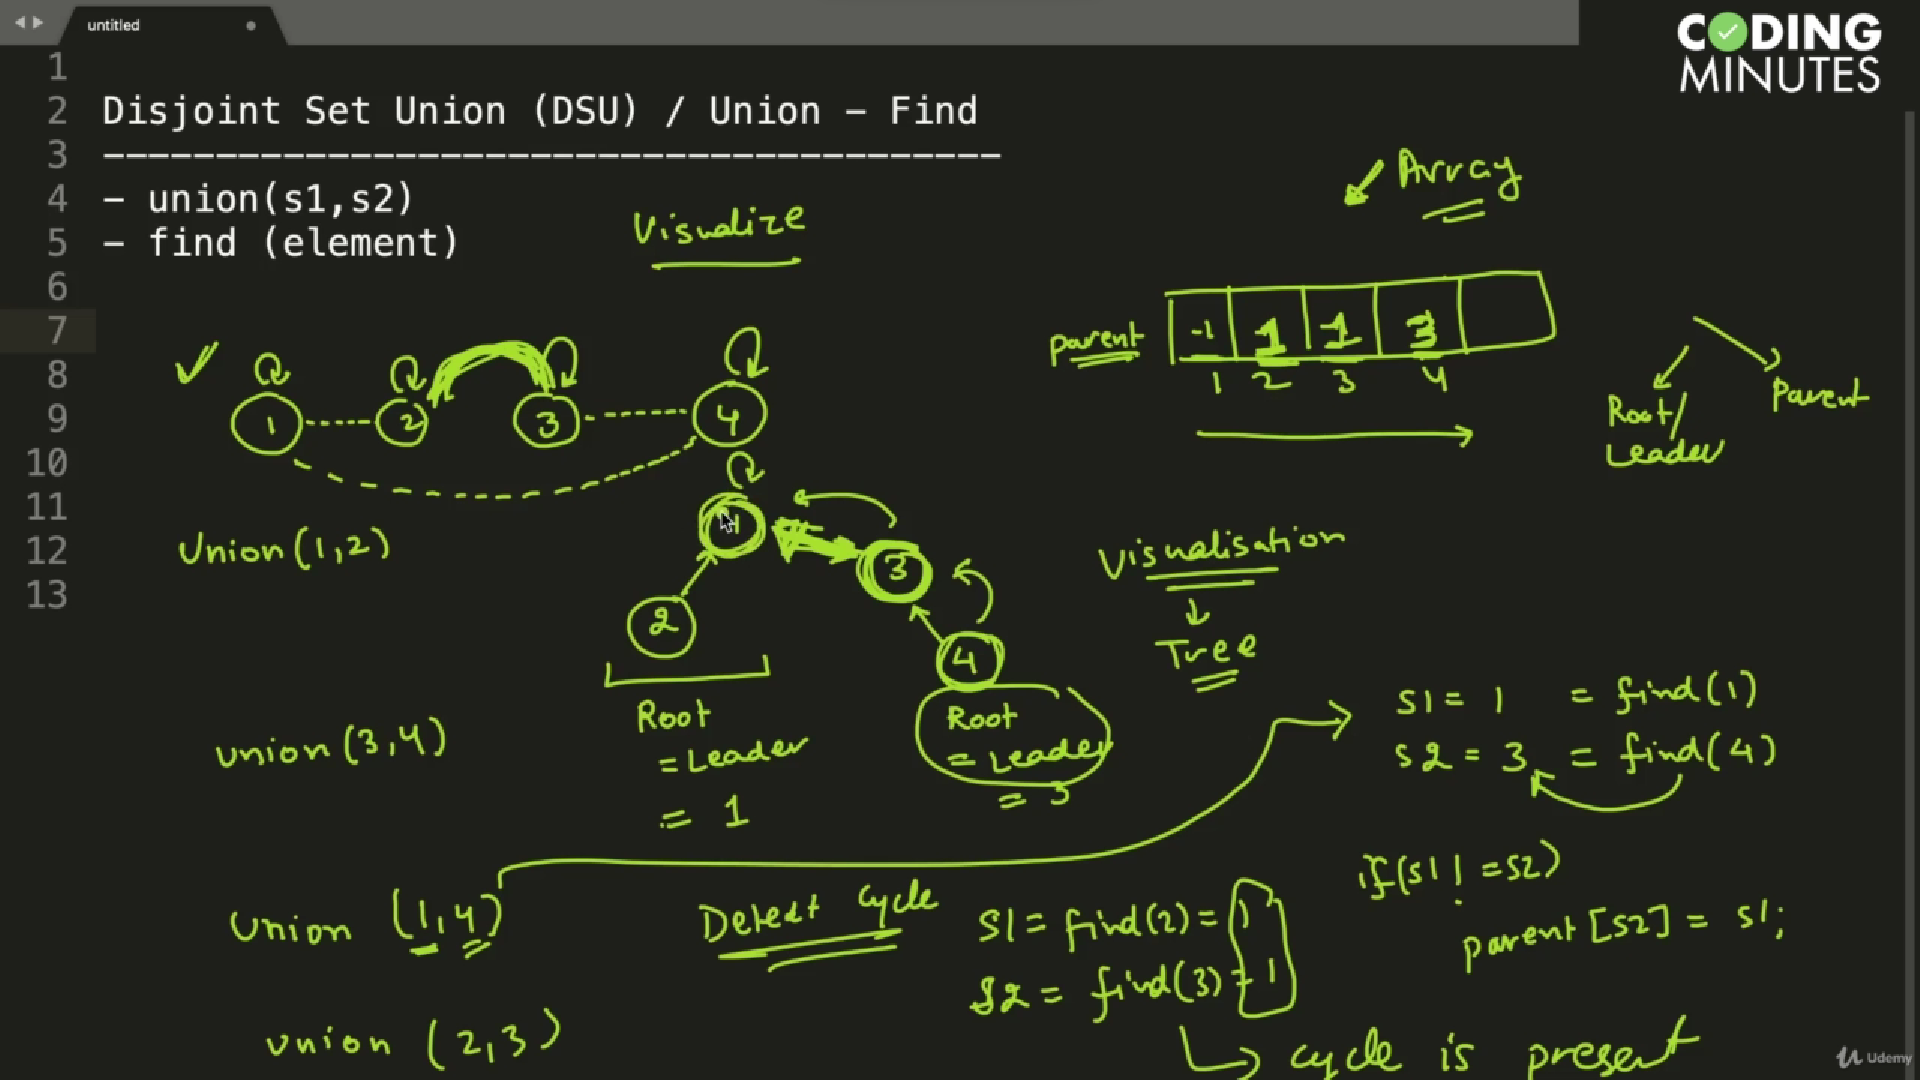 untitled
CODING
MINUTES
1
2 Disjoint Set Union (DSU) / Union - Find
3 ----------------------------------------
4 - union(s1,s2)
5 - find (element)
6
7
8
9
10
11
12
13
Visualize
Array
parent -1 1 1 3
1 2 3 4
Root/
Leader
Parent
1 2 3 4
Union(1,2)
1
3
2
4
Visualisation
Tree
Root
=Leader
= 1
Root
= Leader
= 3
union(3,4)
S1 = 1 = find(1)
S2 = 3 = find(4)
if(s1 != s2)
parent[s2] = s1;
Union (1,4)
Detect cycle
S1 = find(2) = 1
S2 = find(3) = 1
union (2,3)
cycle is present
Udemy